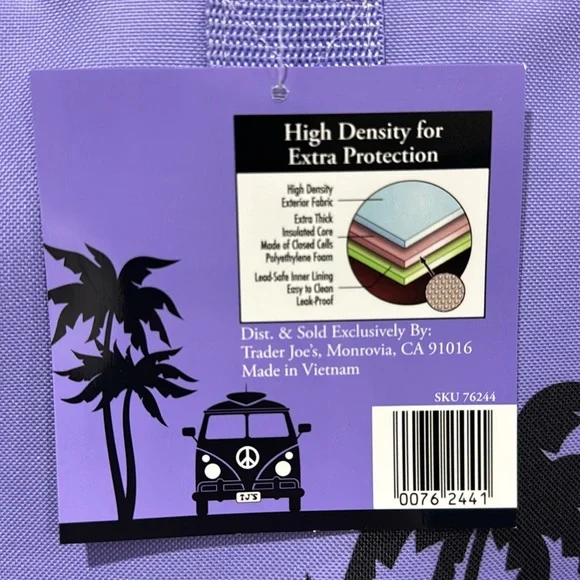 High Density for
Extra Protection
High Density
Exterior Fabric
Extra Thick
Insulated Core
Made of Closed Cells
Polyethylene Foam
Lead-Safe Inner Lining
Easy to Clean
Leak-Proof
Dist. & Sold Exclusively By:
Trader Joe's, Monrovia, CA 91016
Made in Vietnam
SKU 76244
TJ'S
0076 2441